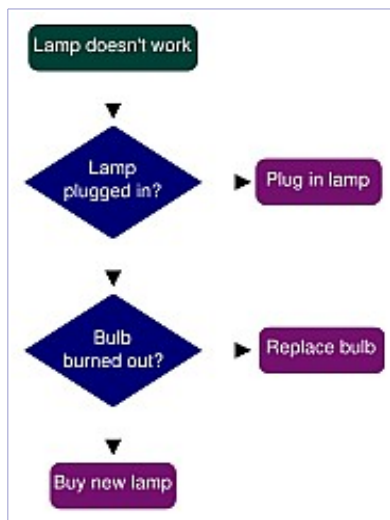 Lamp doesn't work
Lamp
plugged in?
Plug in lamp
Bulb
burned out?
Replace bulb
Buy new lamp